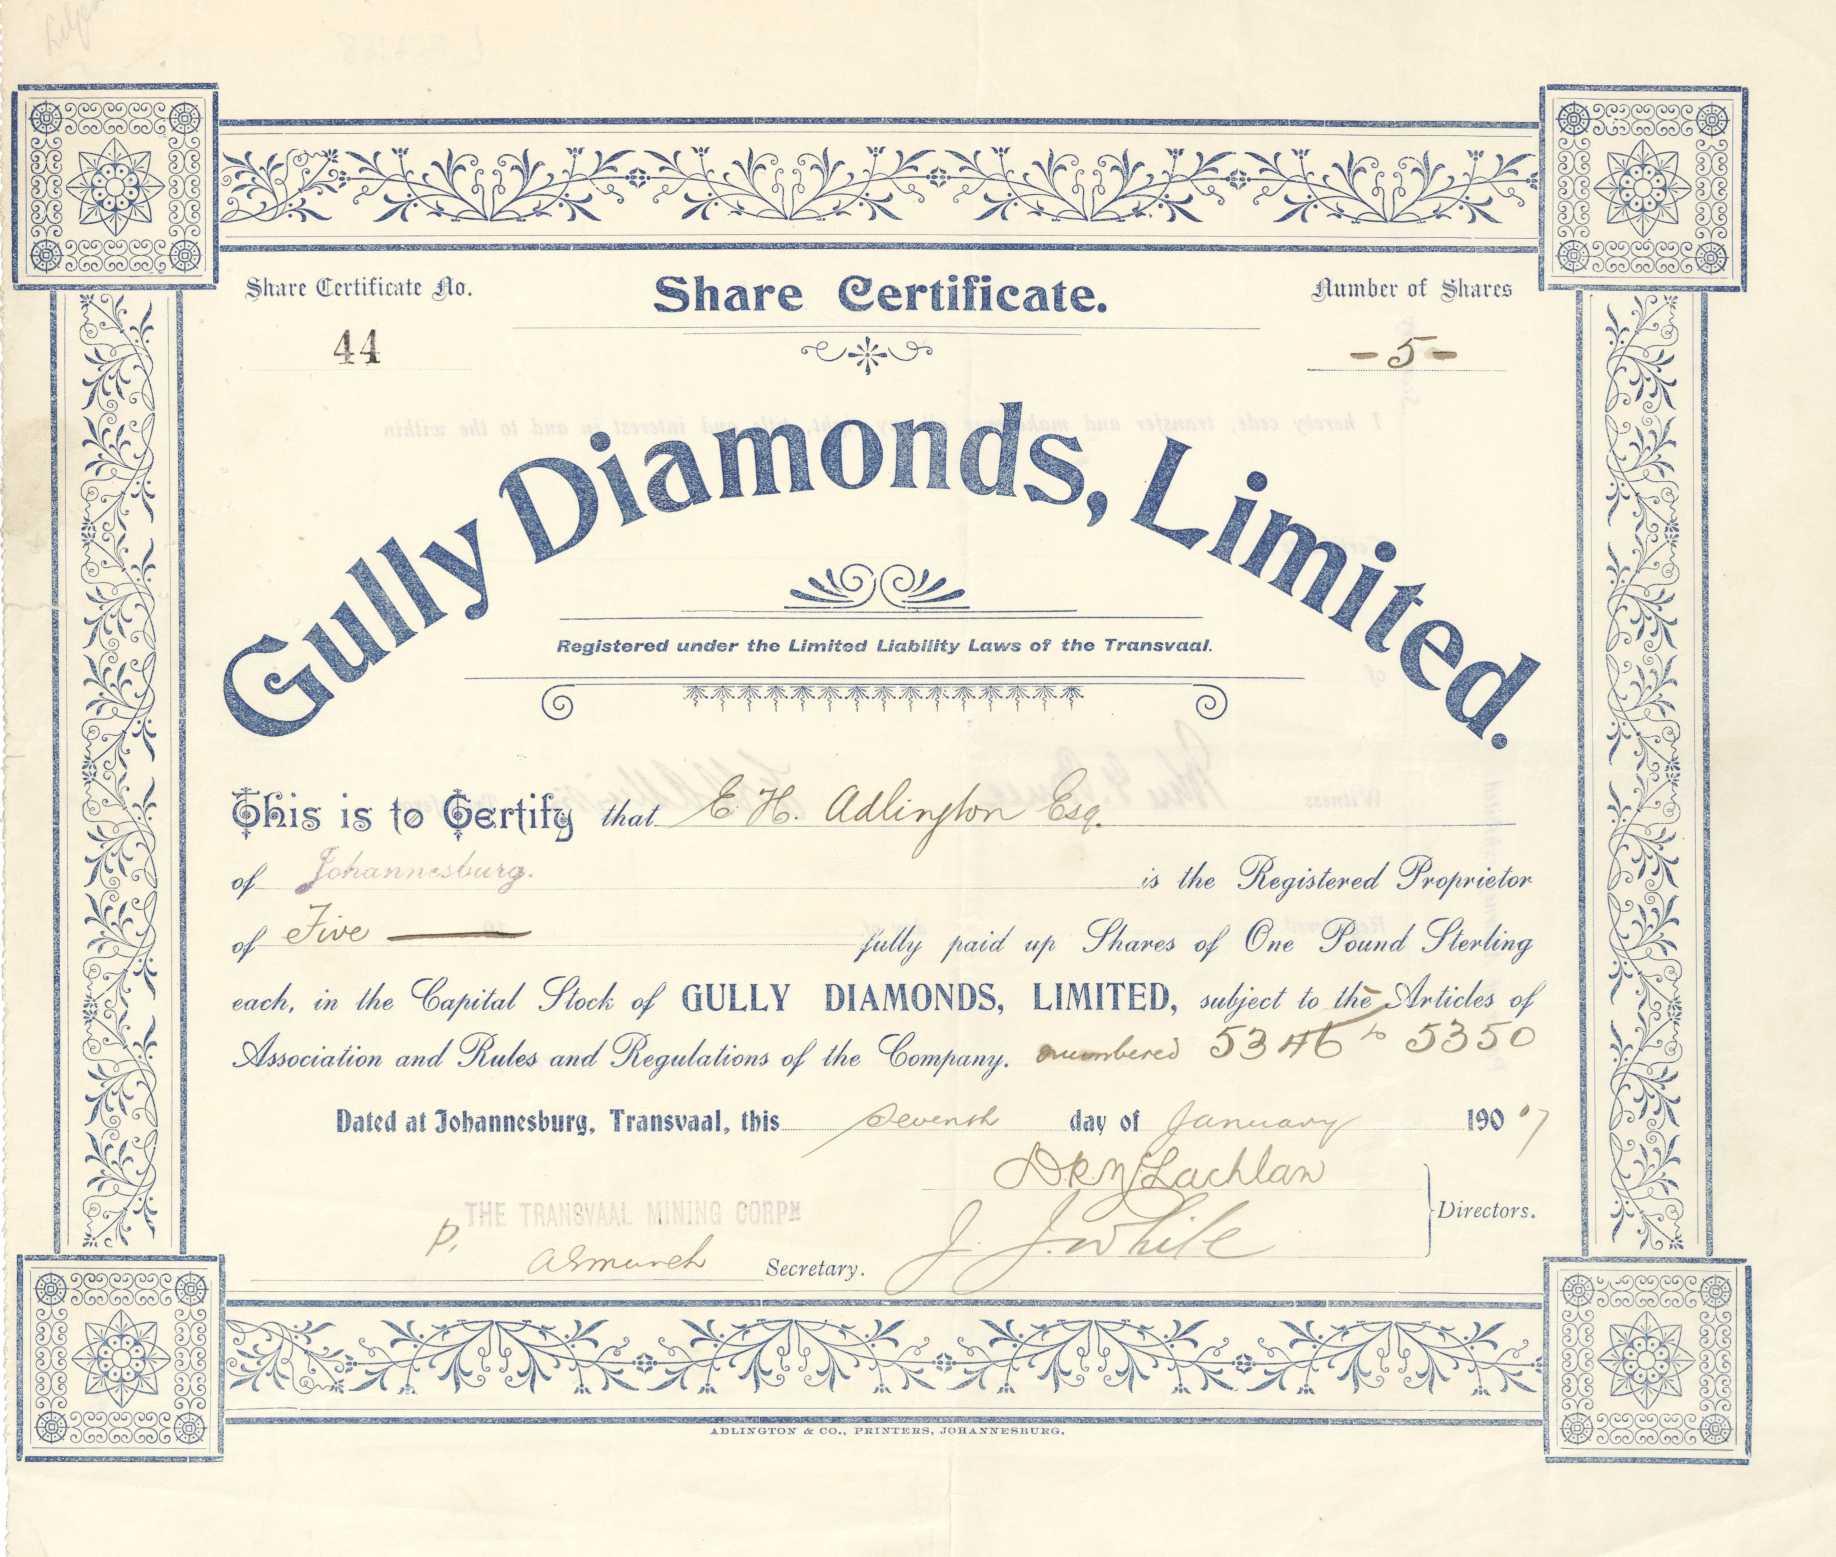 Share Certificate No.
44
Share Certificate.
Number of Shares
- 5 -
Gully Diamonds, Limited.
Registered under the Limited Liability Laws of the Transvaal.
This is to Certify that E. H. Adlington Esq.
of Johannesburg. is the Registered Proprietor
of Five fully paid up Shares of One Pound Sterling
each, in the Capital Stock of GULLY DIAMONDS, LIMITED, subject to the Articles of
Association and Rules and Regulations of the Company. numbered 5346 to 5350
Dated at Johannesburg, Transvaal, this seventh day of January 1907
D R McLachlan
J. J. White
Directors.
p. THE TRANSVAAL MINING CORPN
Secretary.
ADLINGTON & CO., PRINTERS, JOHANNESBURG.